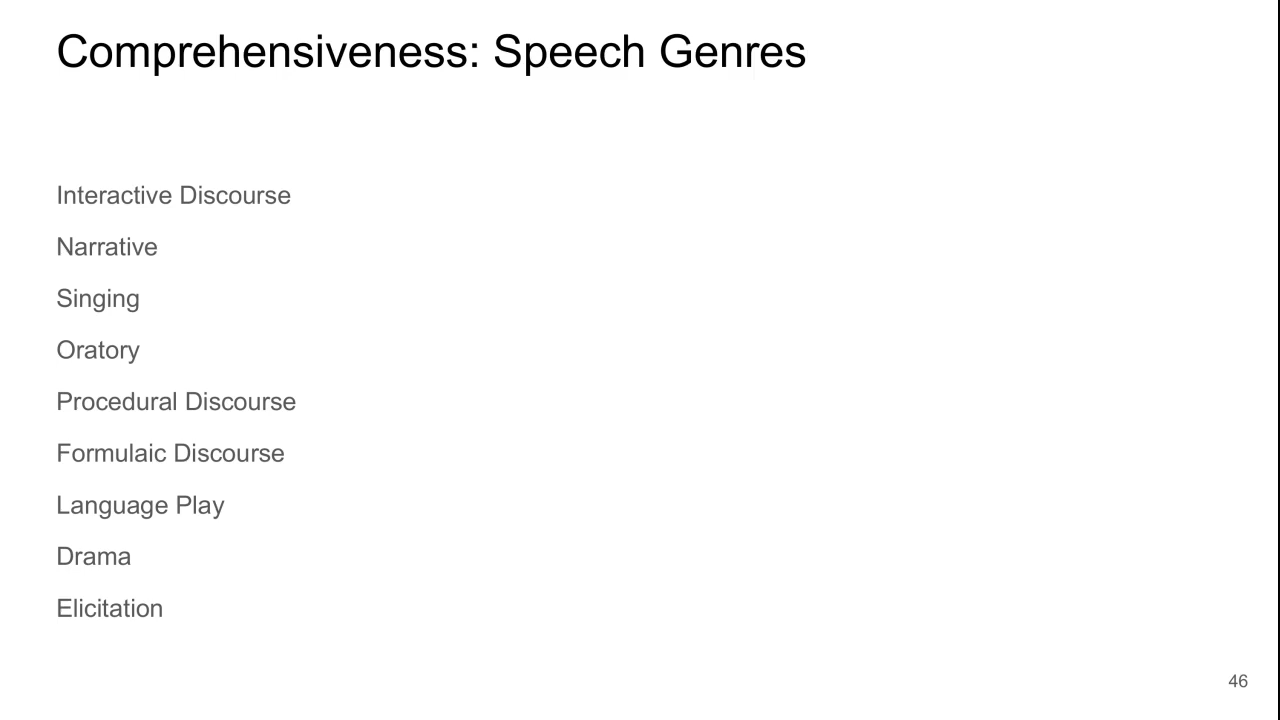 Comprehensiveness: Speech Genres
Interactive Discourse
Narrative
Singing
Oratory
Procedural Discourse
Formulaic Discourse
Language Play
Drama
Elicitation
46